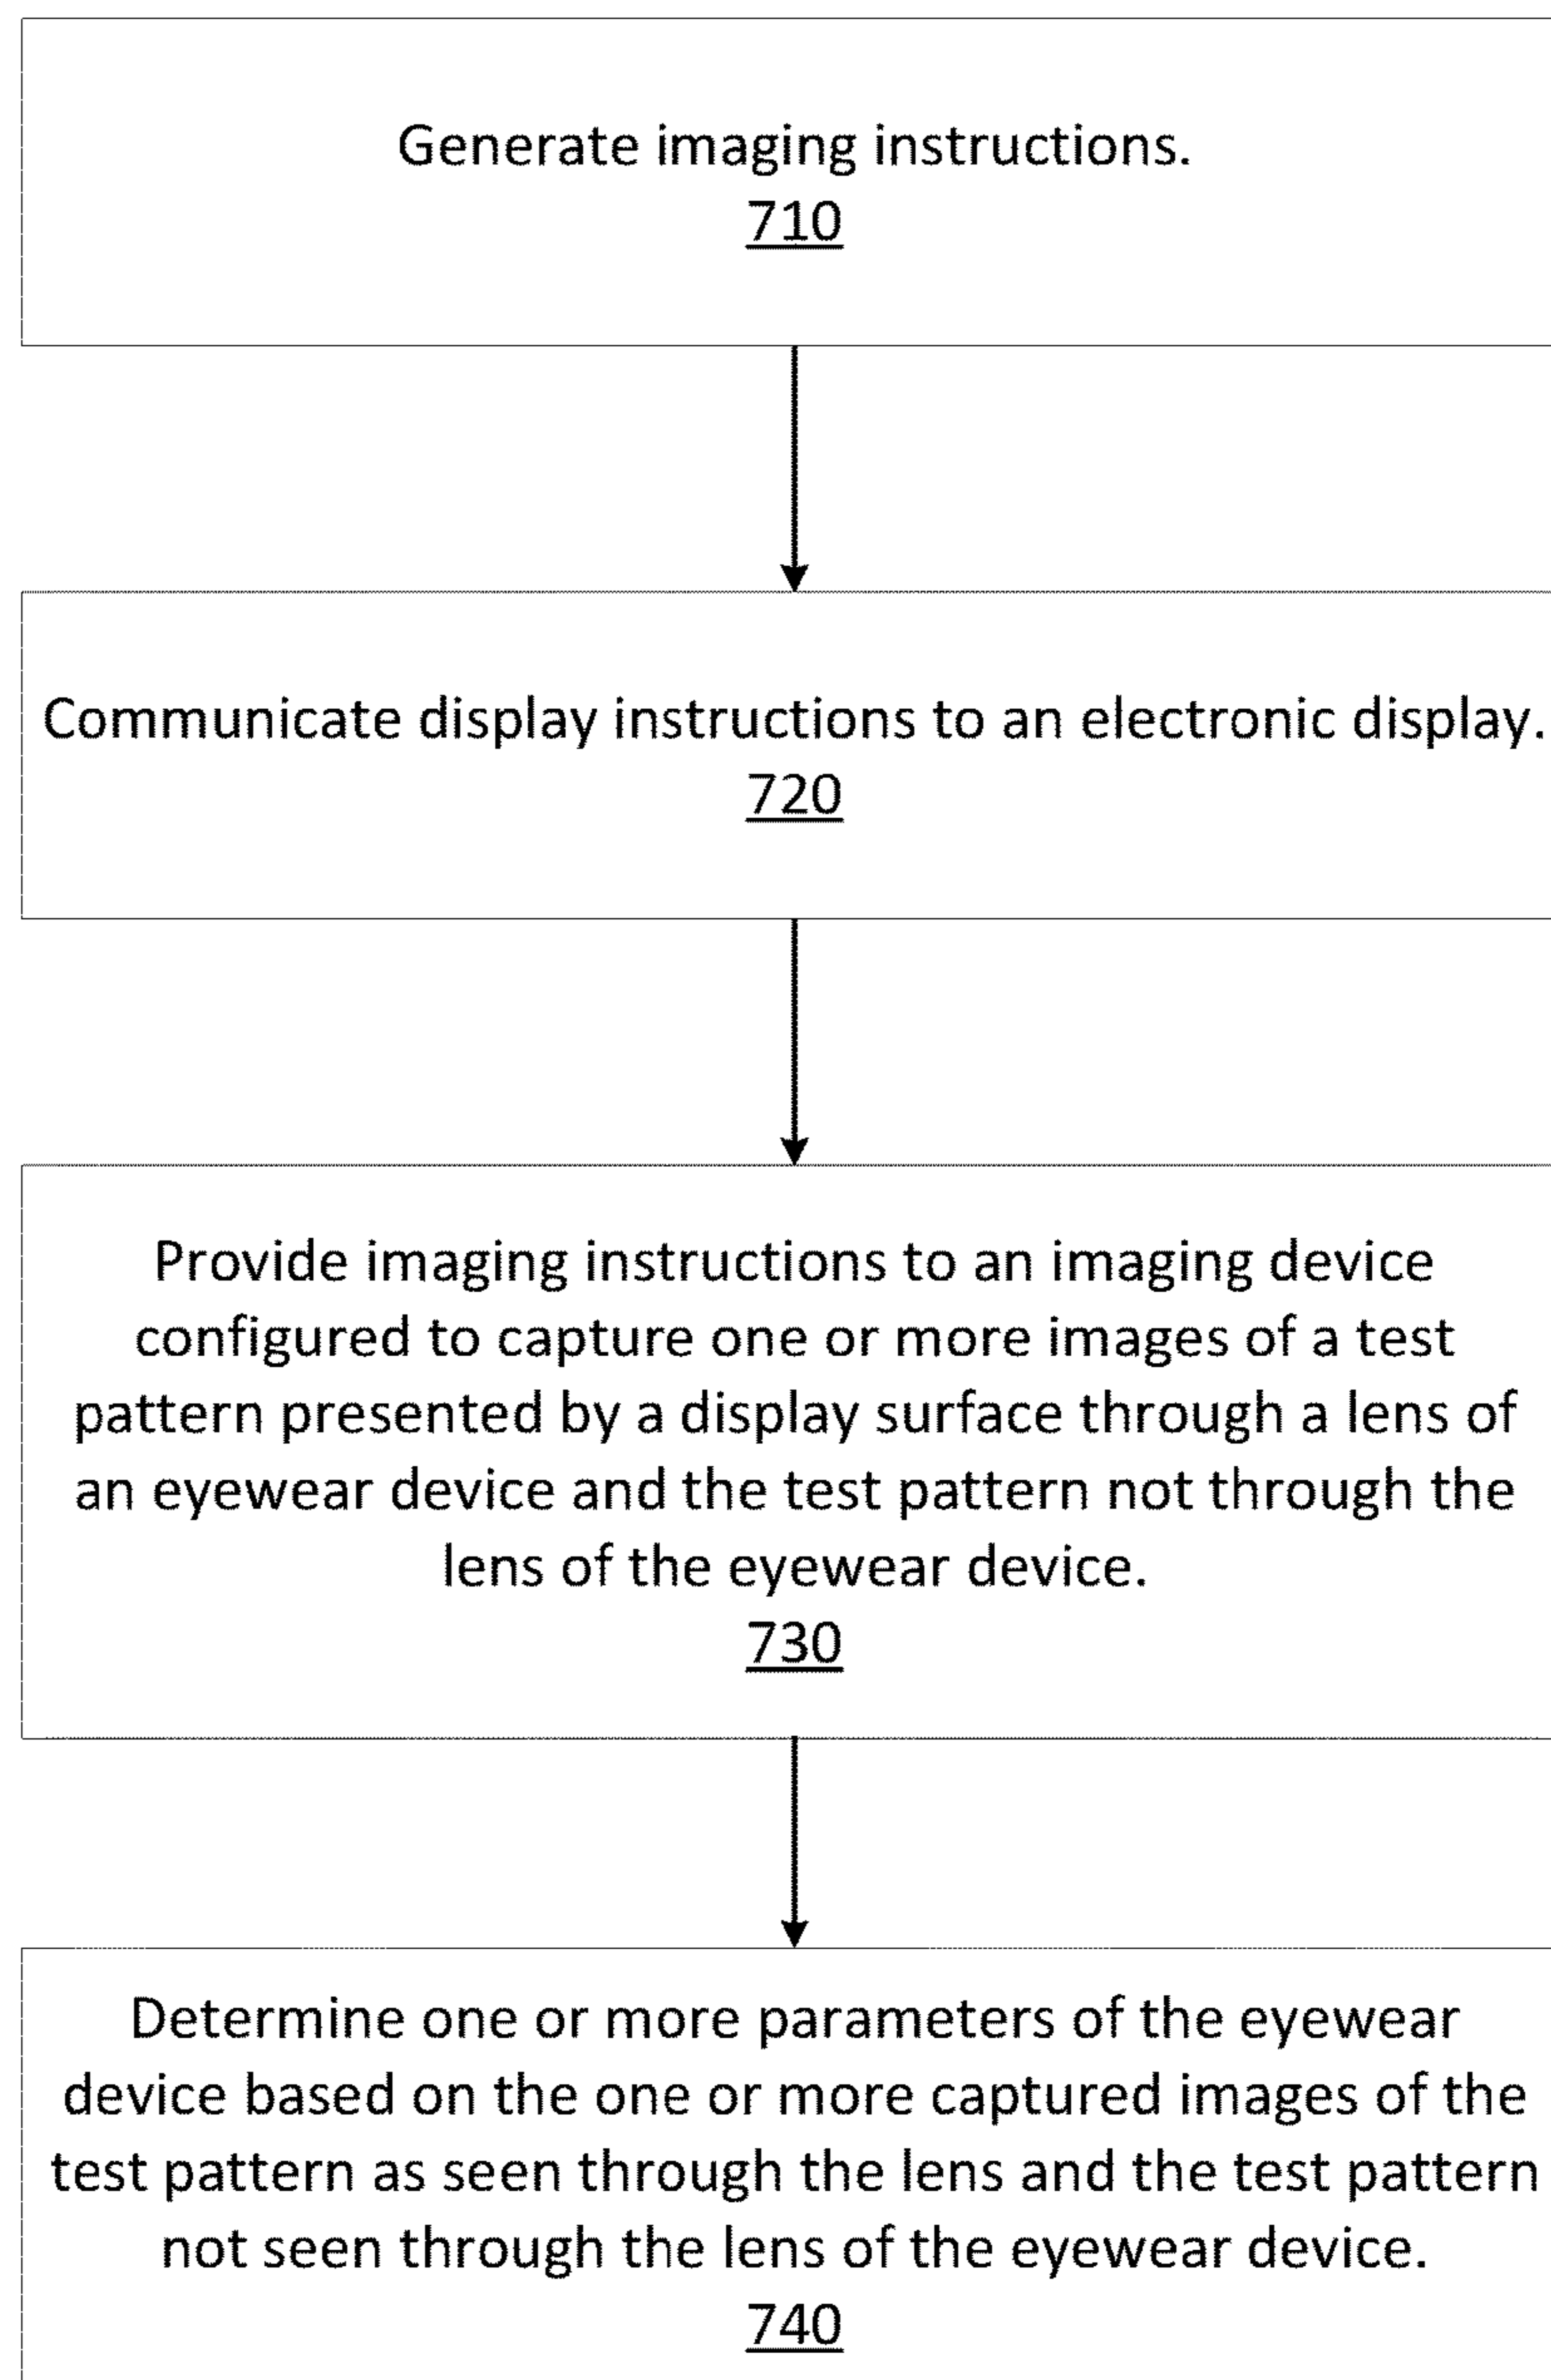 Generate imaging instructions.
710
Communicate display instructions to an electronic display.
720
Provide imaging instructions to an imaging device
configured to capture one or more images of a test
pattern presented by a display surface through a lens of
an eyewear device and the test pattern not through the
lens of the eyewear device.
730
Determine one or more parameters of the eyewear
device based on the one or more captured images of the
test pattern as seen through the lens and the test pattern
not seen through the lens of the eyewear device.
740